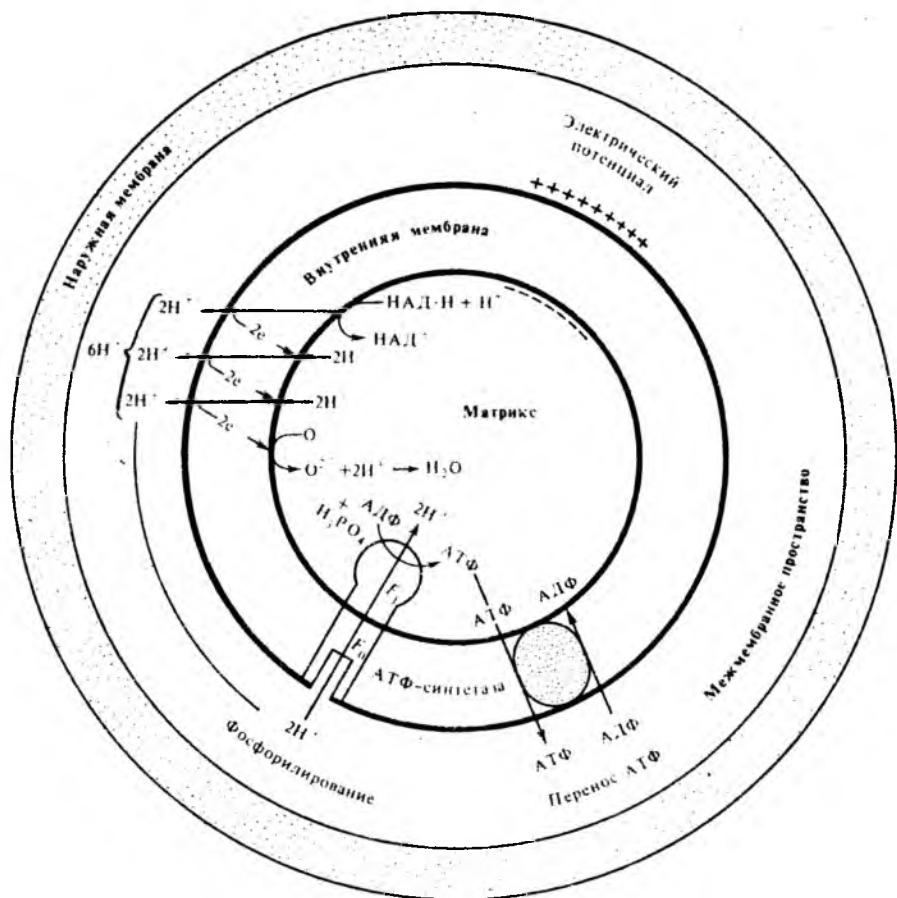 Электрический
потенциал
+++++++++
Наружная мембрана
Внутренняя мембрана
2H⁺
НАД·Н + Н⁺
2e
НАД⁺
6H⁺
2H⁺
2H
2e
2H⁺
2H
Матрикс
2e
O
O²⁻ +2H⁺ → H₂O
+
H₃PO₄
АДФ
2H⁺
АТФ
F₁
F₀
АТФ
АДФ
АТФ-синтетаза
Межмембранное пространство
2H⁺
АТФ
АДФ
Фосфорилирование
Перенос АТФ